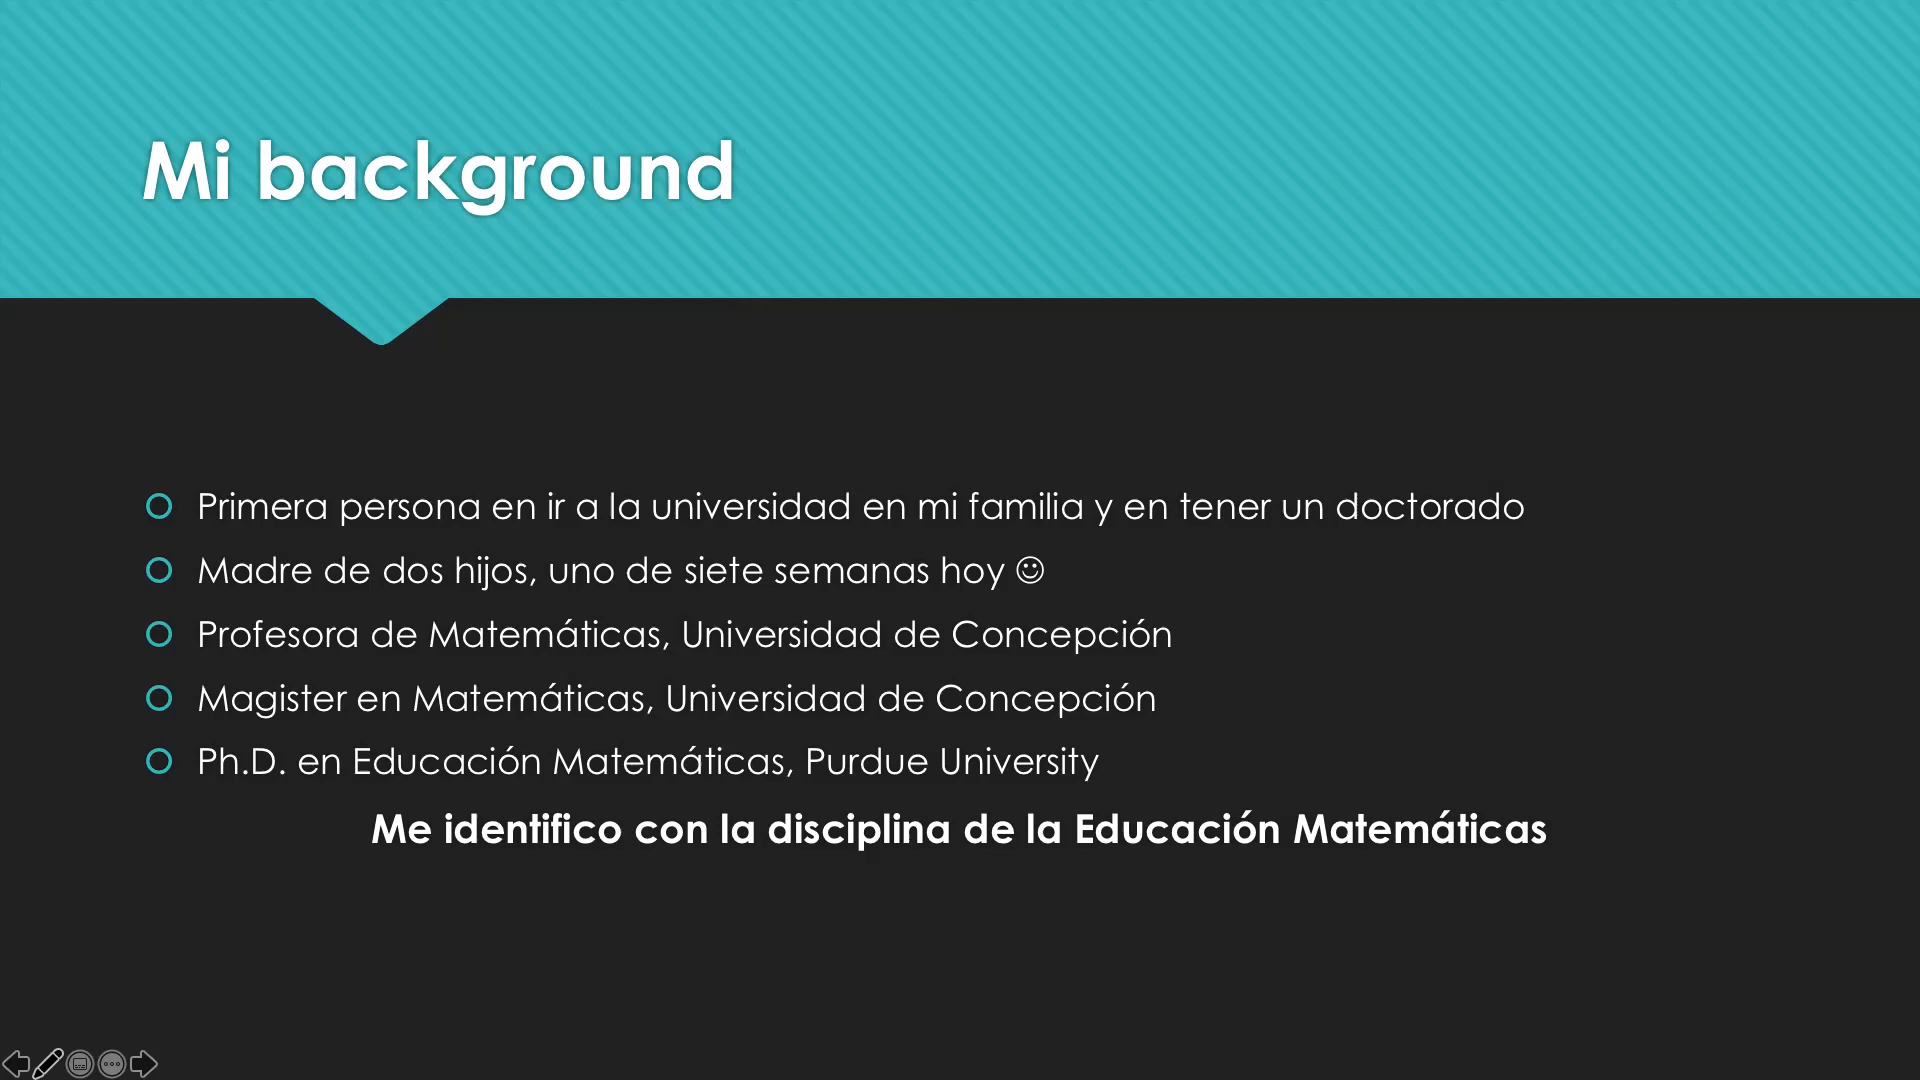 Mi background
Primera persona en ir a la universidad en mi familia y en tener un doctorado
Madre de dos hijos, uno de siete semanas hoy ☺
Profesora de Matemáticas, Universidad de Concepción
Magister en Matemáticas, Universidad de Concepción
Ph.D. en Educación Matemáticas, Purdue University
Me identifico con la disciplina de la Educación Matemáticas